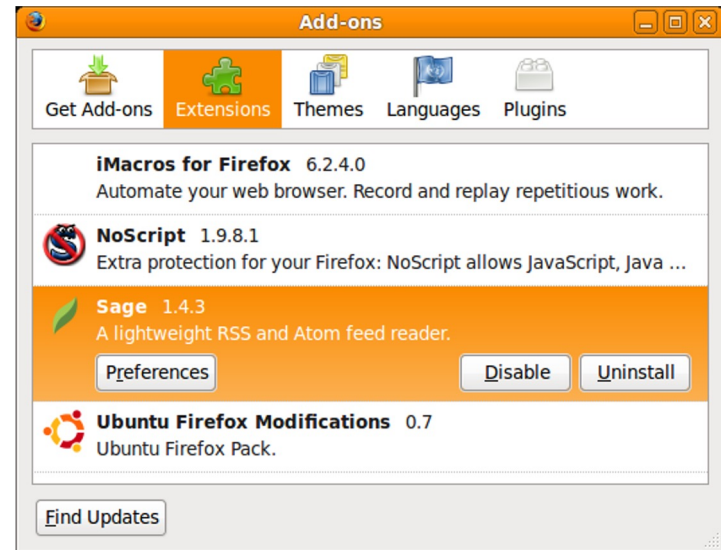 Add-ons
Get Add-ons Extensions Themes Languages Plugins
iMacros for Firefox 6.2.4.0
Automate your web browser. Record and replay repetitious work.
NoScript 1.9.8.1
Extra protection for your Firefox: NoScript allows JavaScript, Java ...
Sage 1.4.3
A lightweight RSS and Atom feed reader.
Preferences Disable Uninstall
Ubuntu Firefox Modifications 0.7
Ubuntu Firefox Pack.
Find Updates